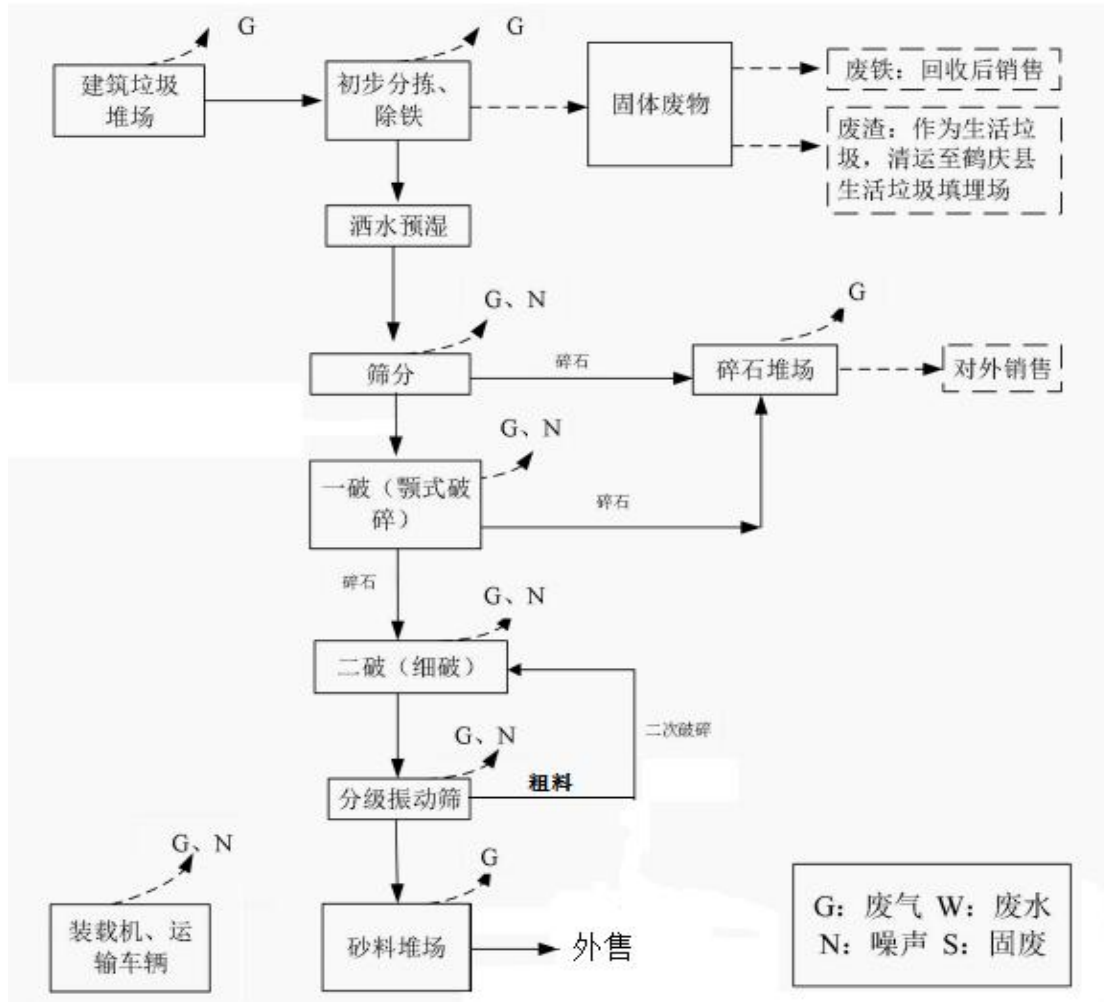 G
G
建筑垃圾
堆场
初步分拣、
除铁
固体废物
废铁：回收后销售
废渣：作为生活垃
圾，清运至鹤庆县
生活垃圾填埋场
洒水预湿
G、N
G
筛分
碎石
碎石堆场
对外销售
G、N
一破（颚式破
碎）
碎石
碎石
G、N
二破（细破）
G、N
二次破碎
粗料
分级振动筛
G、N
G
装载机、运
输车辆
砂料堆场
外售
G：废气 W：废水
N：噪声 S：固废